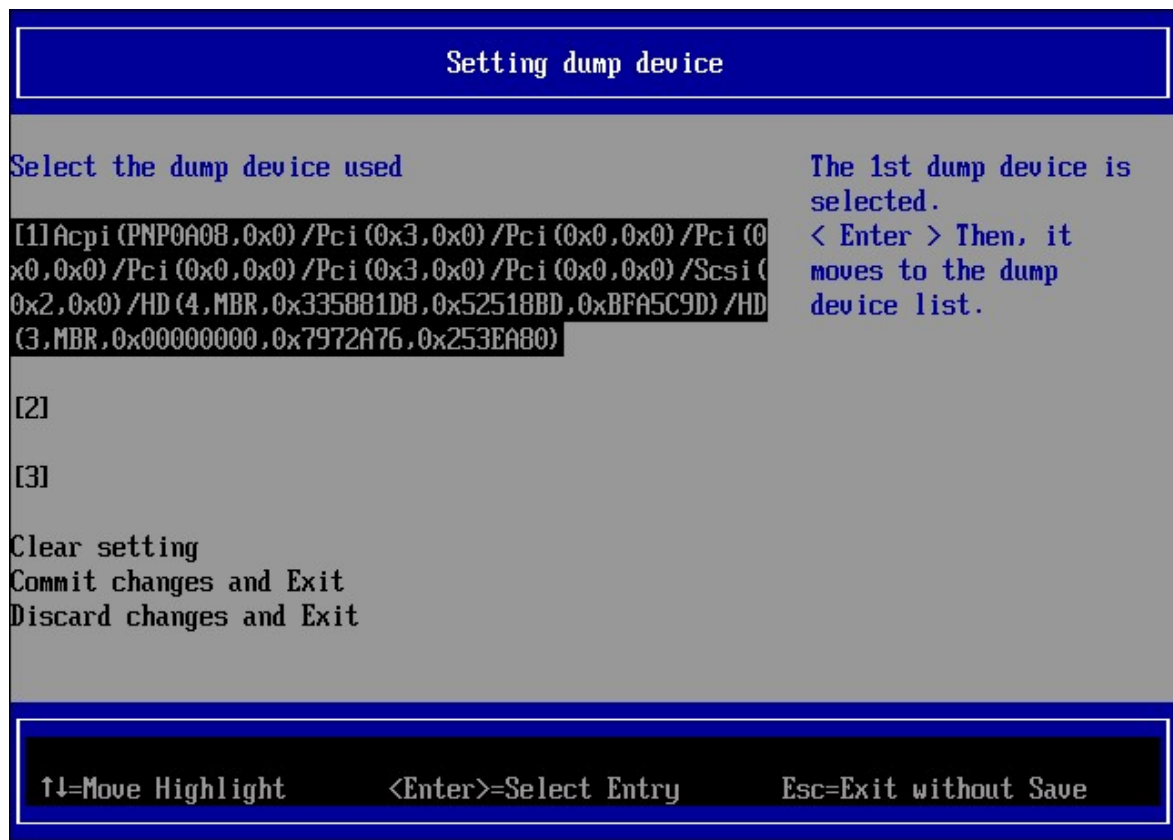 Setting dump device
Select the dump device used
[1]Acpi(PNP0A08,0x0)/Pci(0x3,0x0)/Pci(0x0,0x0)/Pci(0
x0,0x0)/Pci(0x0,0x0)/Pci(0x3,0x0)/Pci(0x0,0x0)/Scsi(
0x2,0x0)/HD(4,MBR,0x335881D8,0x52518BD,0xBFA5C9D)/HD
(3,MBR,0x00000000,0x7972A76,0x253EA80)
[2]
[3]
Clear setting
Commit changes and Exit
Discard changes and Exit
The 1st dump device is
selected.
< Enter > Then, it
moves to the dump
device list.
↑↓=Move Highlight <Enter>=Select Entry Esc=Exit without Save